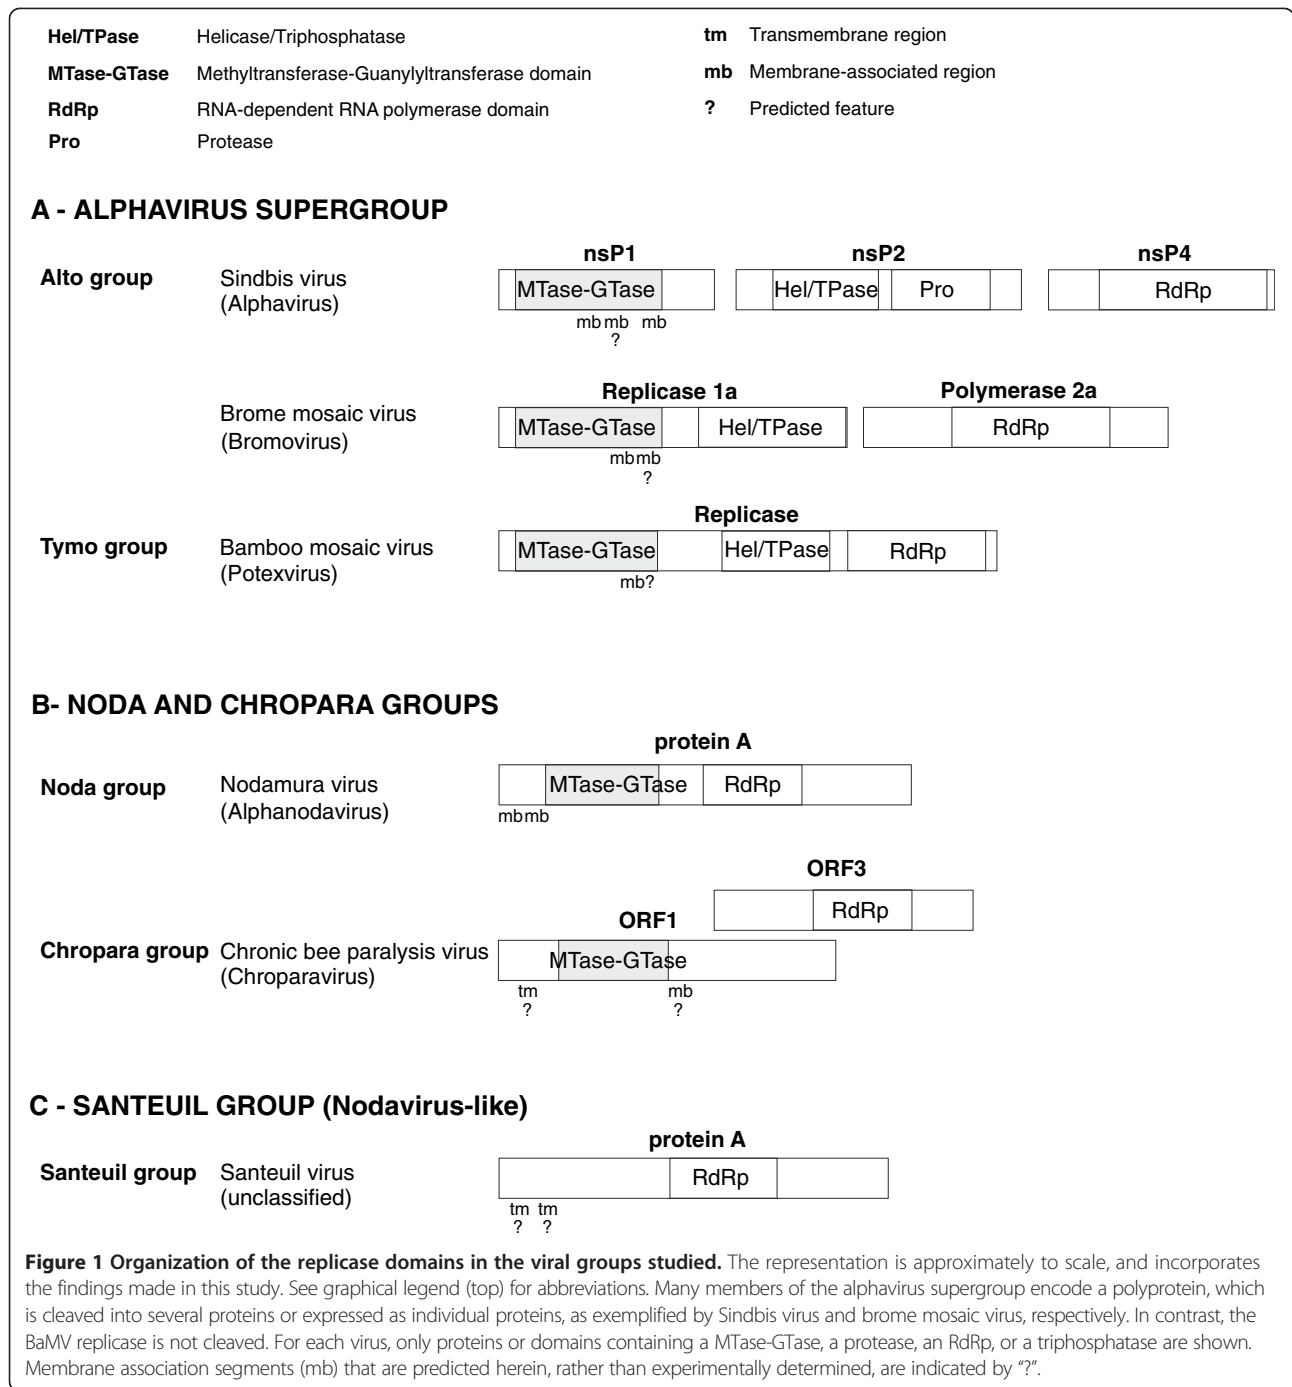 Hel/TPase Helicase/Triphosphatase tm Transmembrane region
MTase-GTase Methyltransferase-Guanylyltransferase domain mb Membrane-associated region
RdRp RNA-dependent RNA polymerase domain ? Predicted feature
Pro Protease
A - ALPHAVIRUS SUPERGROUP
nsP1 nsP2 nsP4
Alto group Sindbis virus MTase-GTase Hel/TPase Pro RdRp
(Alphavirus)
mb mb mb
?
Replicase 1a Polymerase 2a
Brome mosaic virus MTase-GTase Hel/TPase RdRp
(Bromovirus)
mb mb
?
Replicase
Tymo group Bamboo mosaic virus MTase-GTase Hel/TPase RdRp
(Potexvirus)
mb?
B- NODA AND CHROPARA GROUPS
protein A
Noda group Nodamura virus MTase-GTase RdRp
(Alphanodavirus)
mb mb
ORF3
RdRp
ORF1
Chropara group Chronic bee paralysis virus MTase-GTase
(Chroparavirus)
tm mb
? ?
C - SANTEUIL GROUP (Nodavirus-like)
protein A
Santeuil group Santeuil virus RdRp
(unclassified)
tm tm
? ?
Figure 1 Organization of the replicase domains in the viral groups studied. The representation is approximately to scale, and incorporates
the findings made in this study. See graphical legend (top) for abbreviations. Many members of the alphavirus supergroup encode a polyprotein, which
is cleaved into several proteins or expressed as individual proteins, as exemplified by Sindbis virus and brome mosaic virus, respectively. In contrast, the
BaMV replicase is not cleaved. For each virus, only proteins or domains containing a MTase-GTase, a protease, an RdRp, or a triphosphatase are shown.
Membrane association segments (mb) that are predicted herein, rather than experimentally determined, are indicated by “?”.